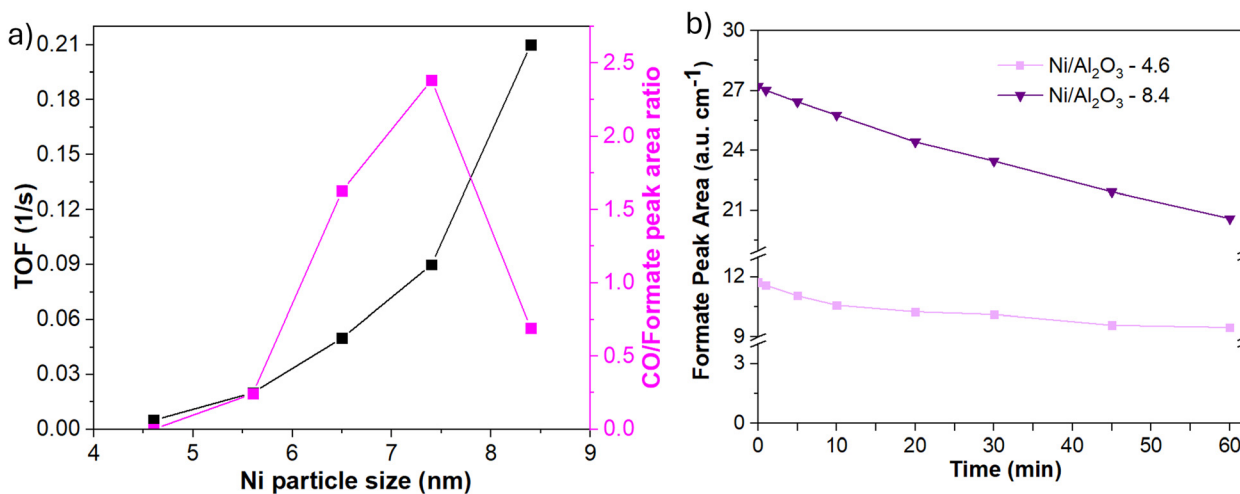 a)
0.21
0.18
0.15
0.12
0.09
0.06
0.03
0.00
TOF (1/s)
4 5 6 7 8 9
Ni particle size (nm)
2.5
2.0
1.5
1.0
0.5
0.0
CO/Formate peak area ratio
b)
30
27
24
21
12
9
3
0
Formate Peak Area (a.u. cm⁻¹)
Ni/Al₂O₃ - 4.6
Ni/Al₂O₃ - 8.4
0 10 20 30 40 50 60
Time (min)